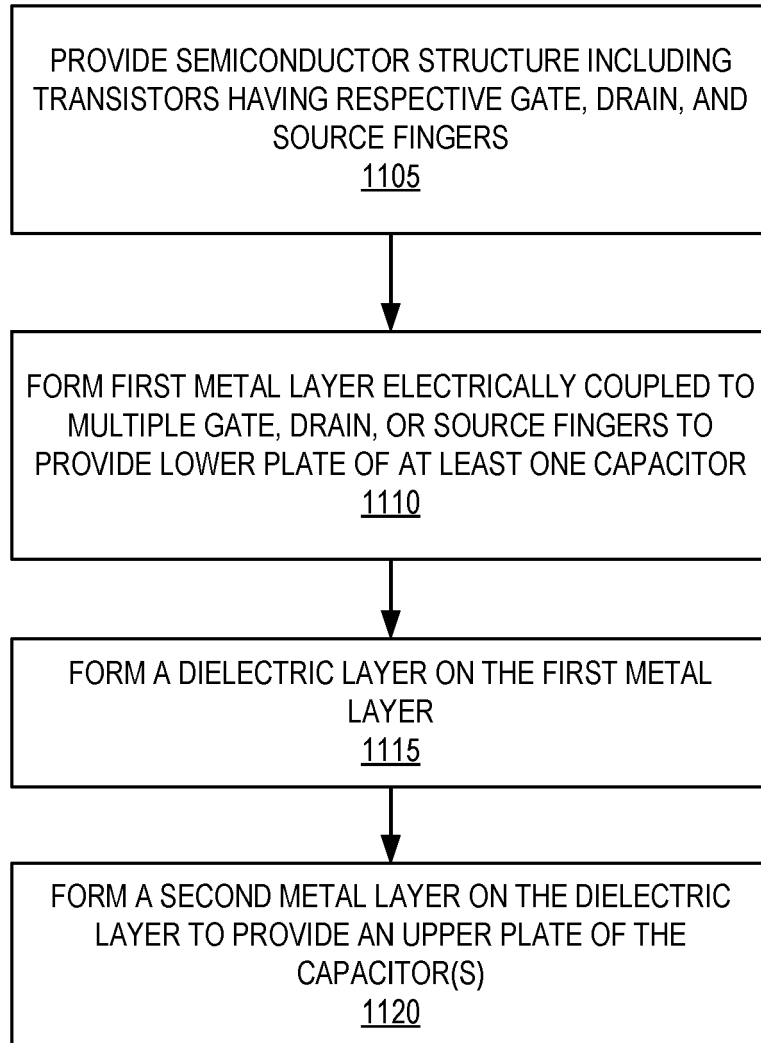 PROVIDE SEMICONDUCTOR STRUCTURE INCLUDING
TRANSISTORS HAVING RESPECTIVE GATE, DRAIN, AND
SOURCE FINGERS
1105
FORM FIRST METAL LAYER ELECTRICALLY COUPLED TO
MULTIPLE GATE, DRAIN, OR SOURCE FINGERS TO
PROVIDE LOWER PLATE OF AT LEAST ONE CAPACITOR
1110
FORM A DIELECTRIC LAYER ON THE FIRST METAL
LAYER
1115
FORM A SECOND METAL LAYER ON THE DIELECTRIC
LAYER TO PROVIDE AN UPPER PLATE OF THE
CAPACITOR(S)
1120